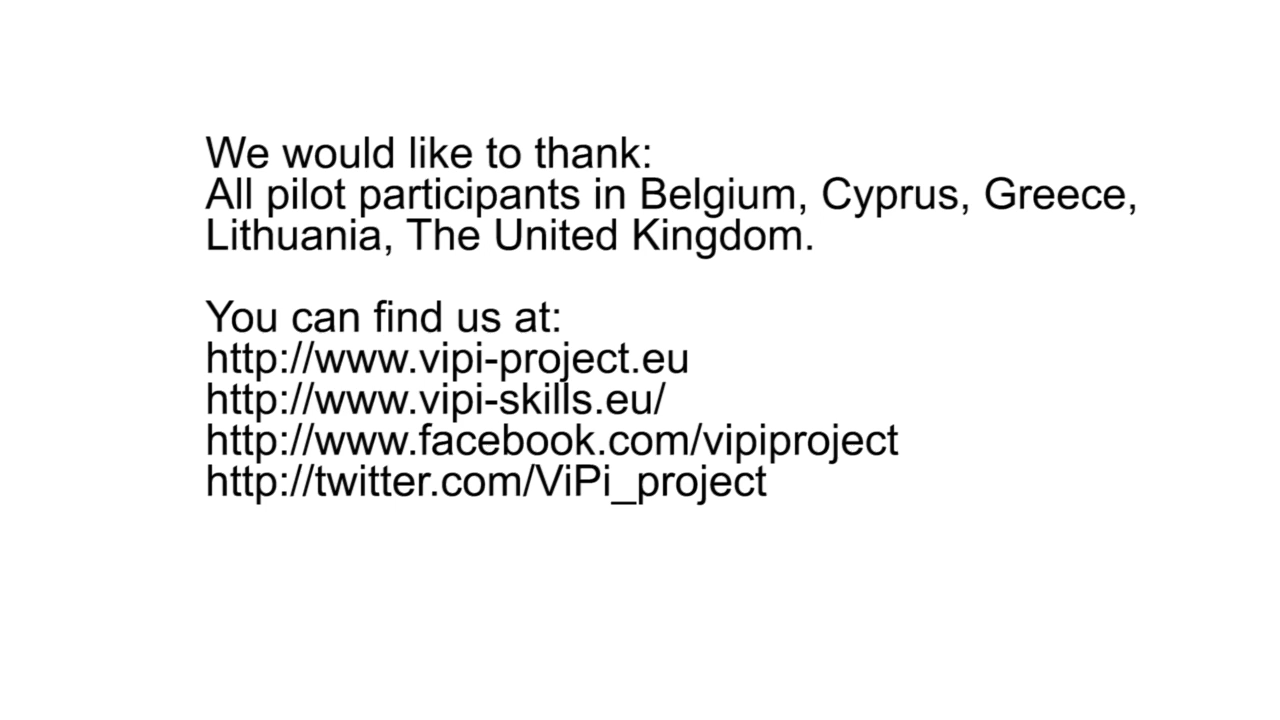 We would like to thank:
All pilot participants in Belgium, Cyprus, Greece,
Lithuania, The United Kingdom.
You can find us at:
http://www.vipi-project.eu
http://www.vipi-skills.eu/
http://www.facebook.com/vipiproject
http://twitter.com/ViPi_project